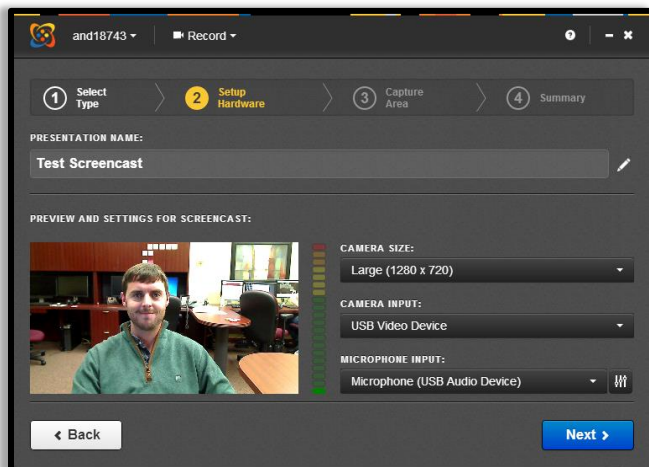 and18743 Record ?
1 Select Type 2 Setup Hardware 3 Capture Area 4 Summary
PRESENTATION NAME:
Test Screencast
PREVIEW AND SETTINGS FOR SCREENCAST:
CAMERA SIZE:
Large (1280 x 720)
CAMERA INPUT:
USB Video Device
MICROPHONE INPUT:
Microphone (USB Audio Device)
Back Next